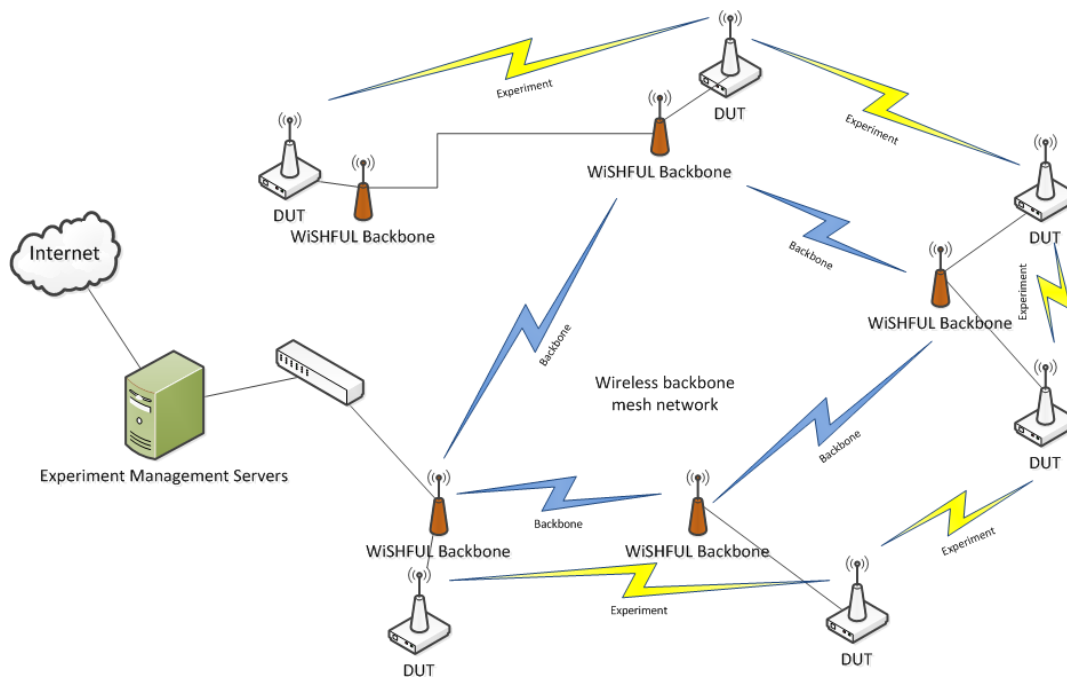 Experiment
DUT
Experiment
WiSHFUL Backbone
DUT
WiSHFUL Backbone
DUT
Internet
Backbone
Experiment
WiSHFUL Backbone
Backbone
Wireless backbone
mesh network
Backbone
DUT
Experiment Management Servers
Backbone
WiSHFUL Backbone
WiSHFUL Backbone
Experiment
Experiment
DUT
DUT